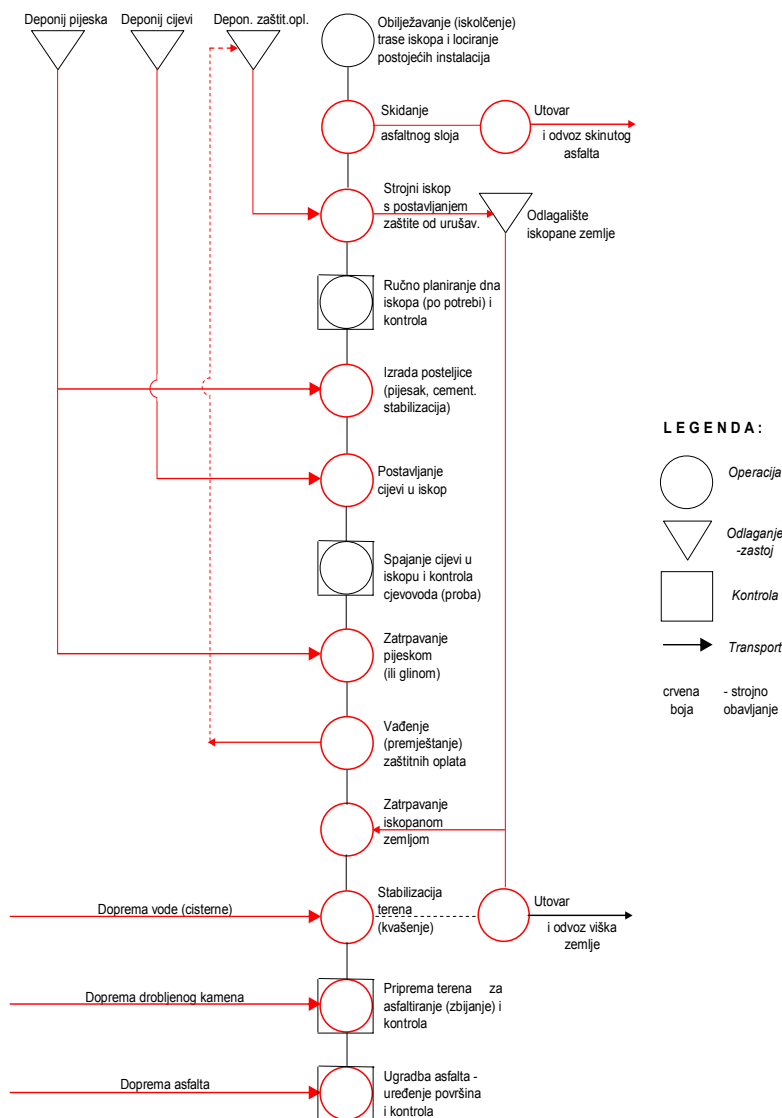 Deponij pijeska
Deponij cijevi
Depon. zaštit.opl.
Obilježavanje (iskolčenje)
trase iskopa i lociranje
postojećih instalacija
Skidanje
asfaltnog sloja
Utovar
i odvoz skinutog
asfalta
Strojni iskop
s postavljanjem
zaštite od urušav.
Odlagalište
iskopane zemlje
Ručno planiranje dna
iskopa (po potrebi) i
kontrola
Izrada posteljice
(pijesak, cement.
stabilizacija)
Postavljanje
cijevi u iskop
Spajanje cijevi u
iskopu i kontrola
cjevovoda (proba)
Zatrpavanje
pijeskom
(ili glinom)
Vađenje
(premještanje)
zaštitnih oplata
Zatrpavanje
iskopanom
zemljom
Doprema vode (cisterne)
Stabilizacija
terena
(kvašenje)
Utovar
i odvoz viška
zemlje
Doprema drobljenog kamena
Priprema terena za
asfaltiranje (zbijanje) i
kontrola
Doprema asfalta
Ugradba asfalta -
uređenje površina
i kontrola
LEGENDA:
Operacija
Odlaganje
-zastoj
Kontrola
Transport
crvena - strojno
boja obavljanje